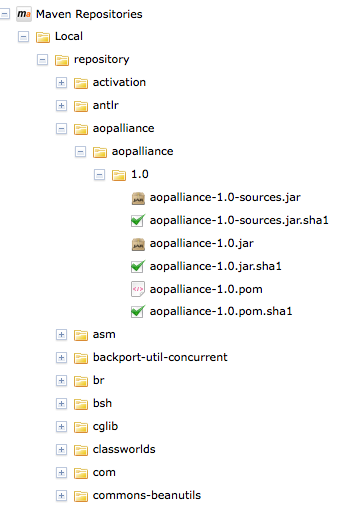 Maven Repositories
Local
repository
activation
antlr
aopalliance
aopalliance
1.0
aopalliance-1.0-sources.jar
aopalliance-1.0-sources.jar.sha1
aopalliance-1.0.jar
aopalliance-1.0.jar.sha1
aopalliance-1.0.pom
aopalliance-1.0.pom.sha1
asm
backport-util-concurrent
br
bsh
cglib
classworlds
com
commons-beanutils